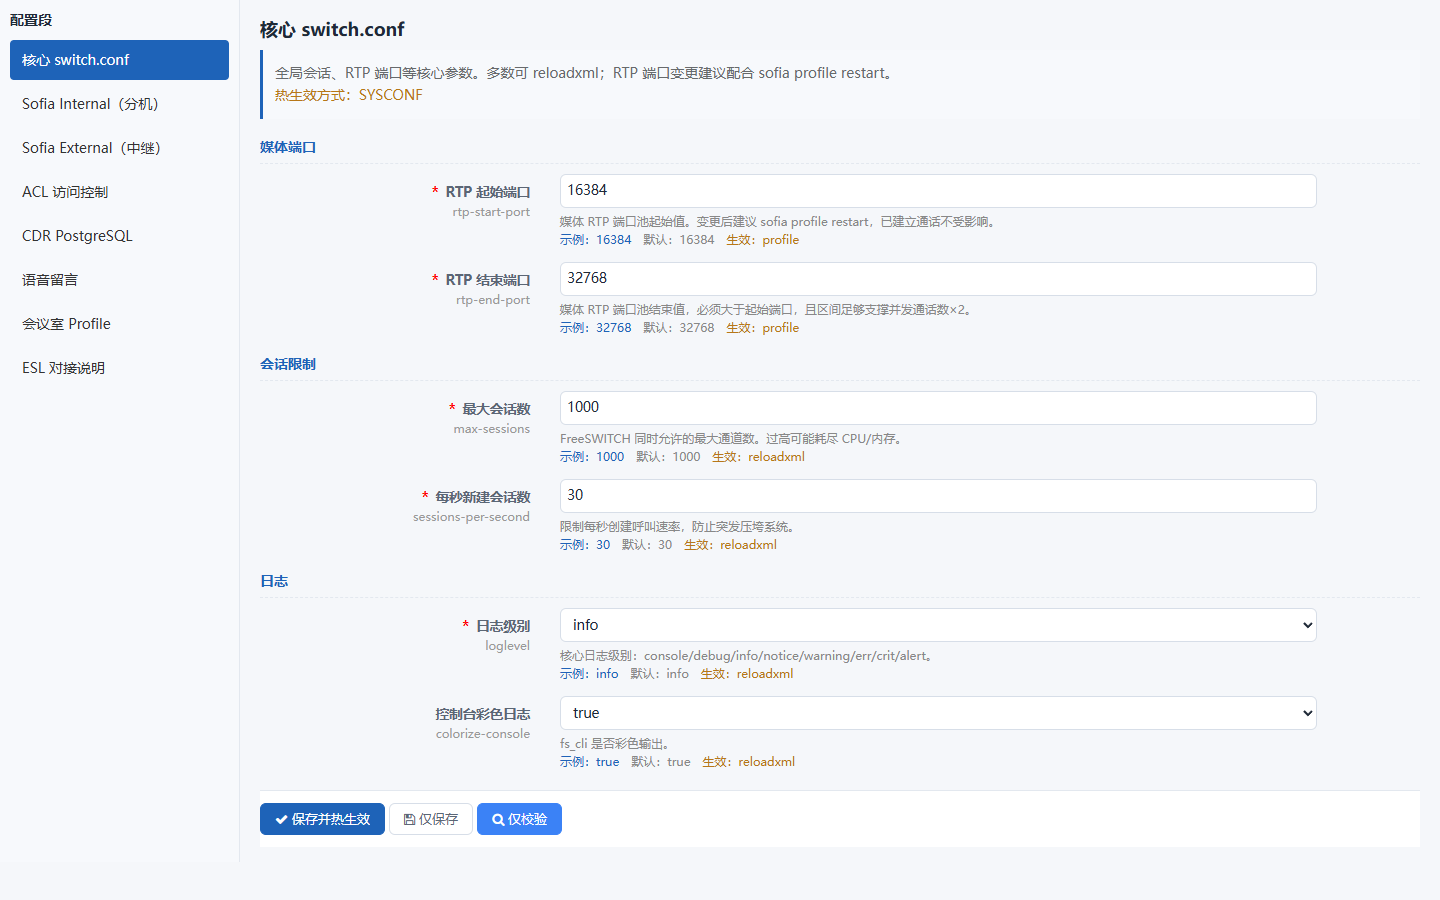 配置段
核心 switch.conf
Sofia Internal（分机）
Sofia External（中继）
ACL 访问控制
CDR PostgreSQL
语音留言
会议室 Profile
ESL 对接说明
核心 switch.conf
全局会话、RTP 端口等核心参数。多数可 reloadxml；RTP 端口变更建议配合 sofia profile restart。
热生效方式：SYSCONF
媒体端口
* RTP 起始端口
rtp-start-port
16384
媒体 RTP 端口池起始值。变更后建议 sofia profile restart，已建立通话不受影响。
示例：16384 默认：16384 生效：profile
* RTP 结束端口
rtp-end-port
32768
媒体 RTP 端口池结束值，必须大于起始端口，且区间足够支撑并发通话数×2。
示例：32768 默认：32768 生效：profile
会话限制
* 最大会话数
max-sessions
1000
FreeSWITCH 同时允许的最大通道数。过高可能耗尽 CPU/内存。
示例：1000 默认：1000 生效：reloadxml
* 每秒新建会话数
sessions-per-second
30
限制每秒创建呼叫速率，防止突发压垮系统。
示例：30 默认：30 生效：reloadxml
日志
* 日志级别
loglevel
info
核心日志级别：console/debug/info/notice/warning/err/crit/alert。
示例：info 默认：info 生效：reloadxml
控制台彩色日志
colorize-console
true
fs_cli 是否彩色输出。
示例：true 默认：true 生效：reloadxml
保存并热生效 仅保存 仅校验